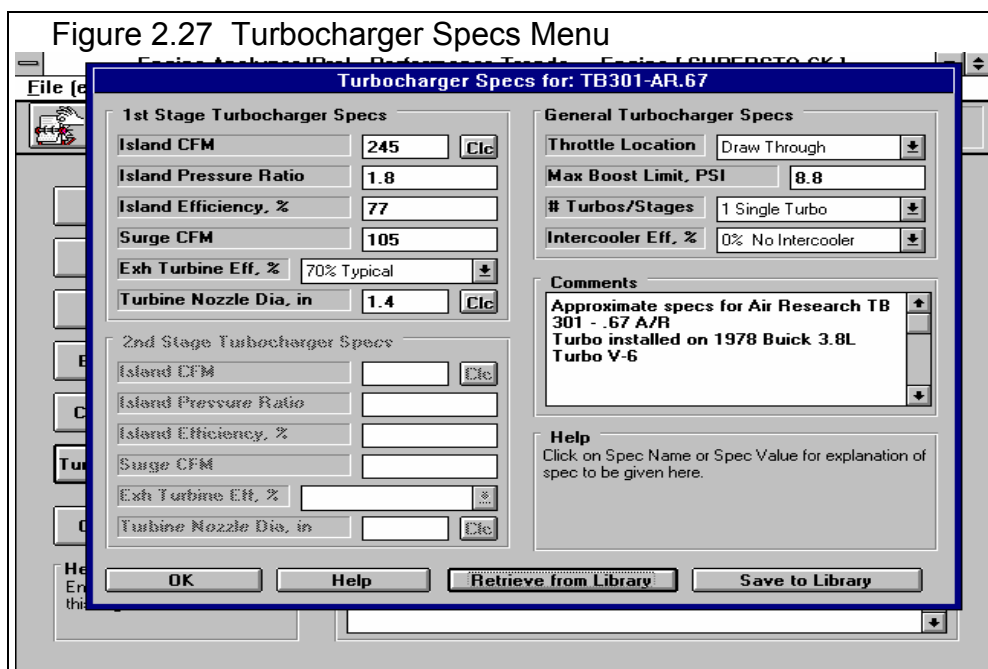 Figure 2.27 Turbocharger Specs Menu
Turbocharger Specs for: TB301-AR.67
File (e
1st Stage Turbocharger Specs
Island CFM 245 Clc
Island Pressure Ratio 1.8
Island Efficiency, % 77
Surge CFM 105
Exh Turbine Eff, % 70% Typical
Turbine Nozzle Dia, in 1.4 Clc
2nd Stage Turbocharger Specs
Island CFM Clc
Island Pressure Ratio
Island Efficiency, %
Surge CFM
Exh Turbine Eff, %
Turbine Nozzle Dia, in Clc
General Turbocharger Specs
Throttle Location Draw Through
Max Boost Limit, PSI 8.8
# Turbos/Stages 1 Single Turbo
Intercooler Eff, % 0% No Intercooler
Comments
Approximate specs for Air Research TB
301 - .67 A/R
Turbo installed on 1978 Buick 3.8L
Turbo V-6
Help
Click on Spec Name or Spec Value for explanation of
spec to be given here.
OK Help Retrieve from Library Save to Library
E
C
Tur
He
En
this